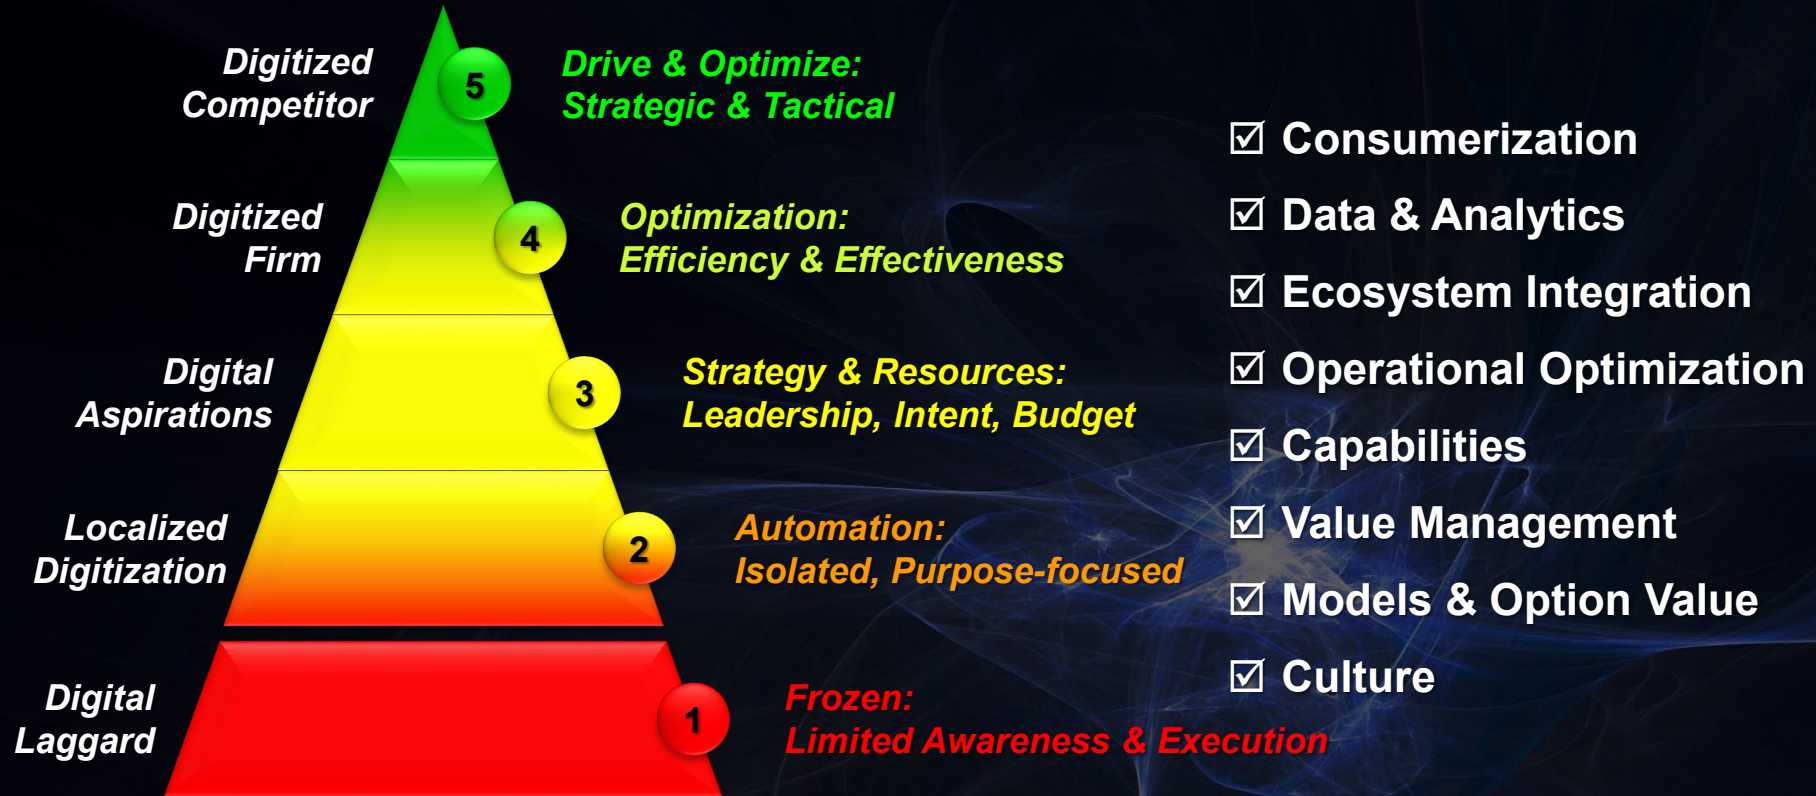 Digitized
Competitor
5
Drive & Optimize:
Strategic & Tactical
Digitized
Firm
4
Optimization:
Efficiency & Effectiveness
Digital
Aspirations
3
Strategy & Resources:
Leadership, Intent, Budget
Localized
Digitization
2
Automation:
Isolated, Purpose-focused
Digital
Laggard
1
Frozen:
Limited Awareness & Execution
☑ Consumerization
☑ Data & Analytics
☑ Ecosystem Integration
☑ Operational Optimization
☑ Capabilities
☑ Value Management
☑ Models & Option Value
☑ Culture